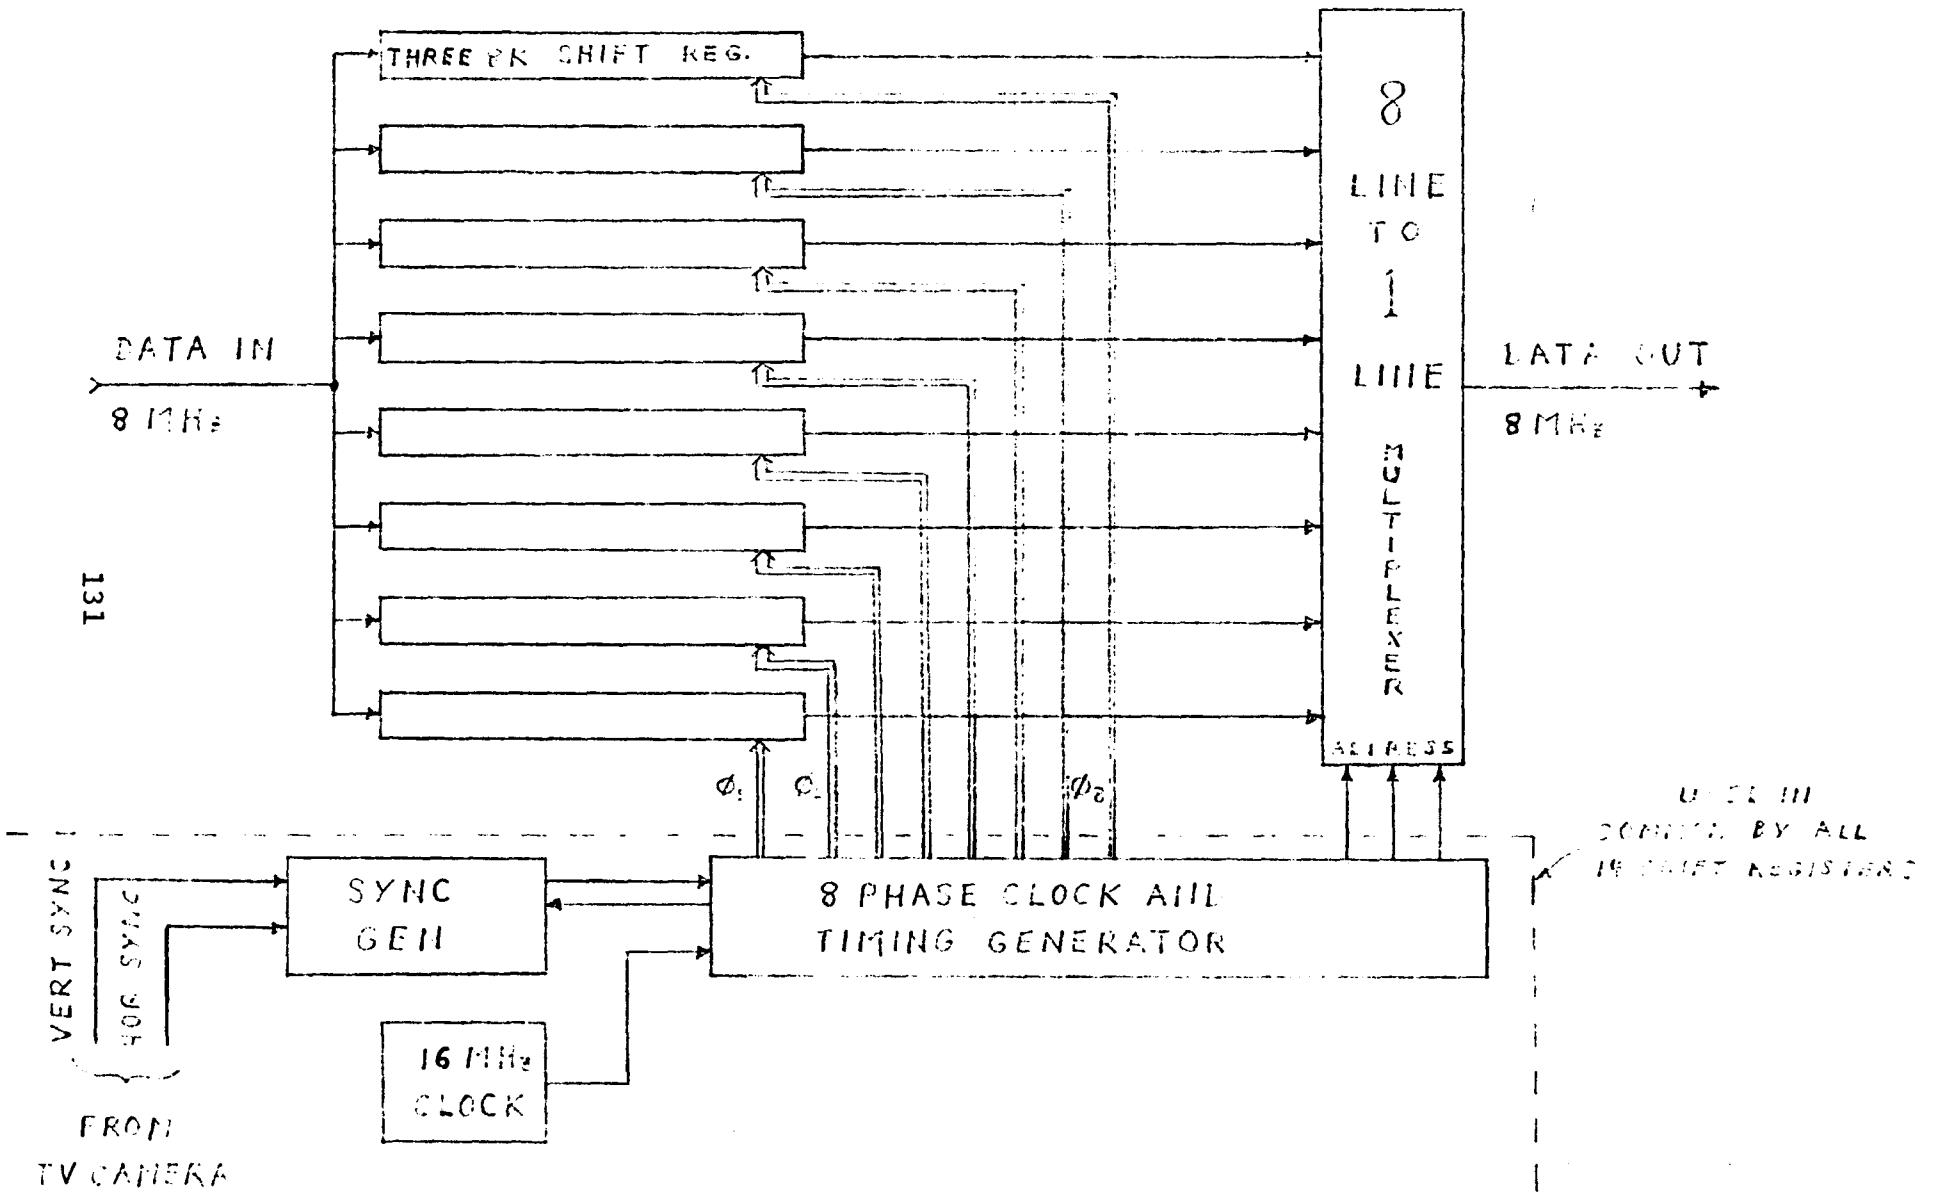 THREE 8K SHIFT REG.
8
LINE
TO
1
LINE
MULTIPLEXER
ADDRESS
DATA IN
8 MHz
DATA OUT
8 MHz
131
Ø1
Ø2
Ø8
IN
COMMON BY ALL
SHIFT REGISTERS
VERT SYNC
HOR SYNC
SYNC
GEN
8 PHASE CLOCK AND
TIMING GENERATOR
16 MHz
CLOCK
FROM
TV CAMERA